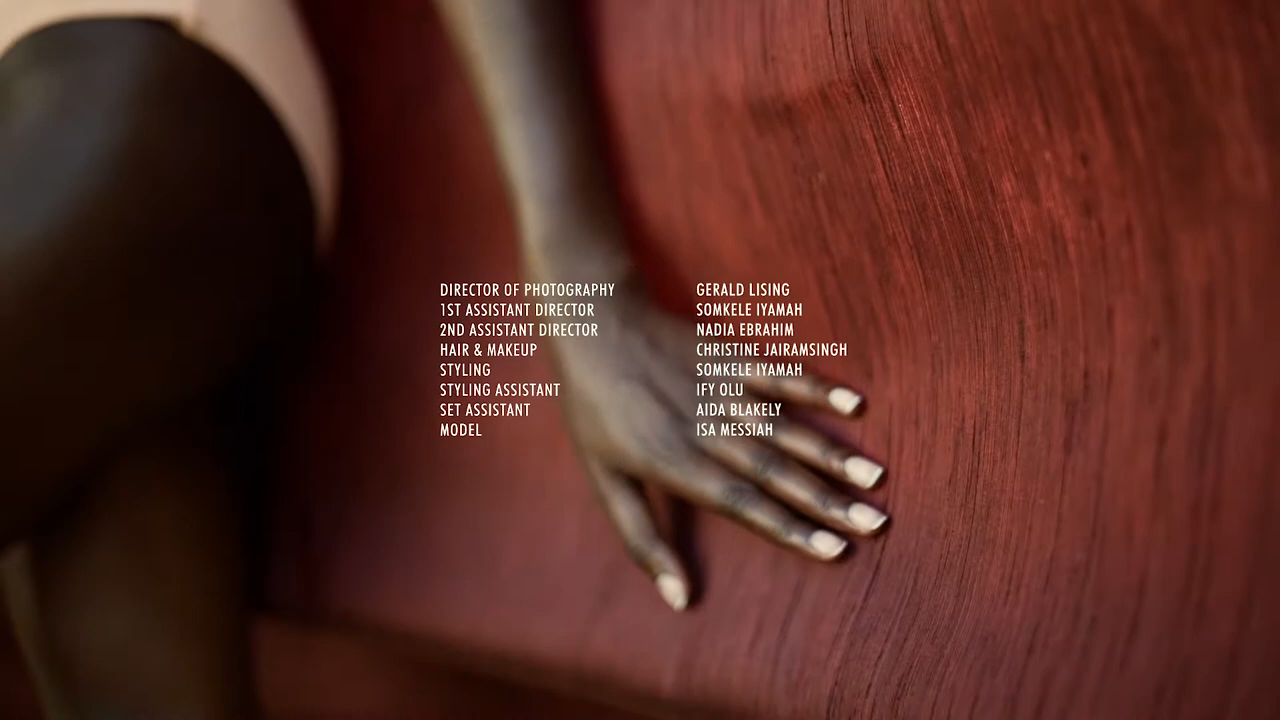 DIRECTOR OF PHOTOGRAPHY GERALD LISING
1ST ASSISTANT DIRECTOR SOMKELE IYAMAH
2ND ASSISTANT DIRECTOR NADIA EBRAHIM
HAIR & MAKEUP CHRISTINE JAIRAMSINGH
STYLING SOMKELE IYAMAH
STYLING ASSISTANT IFY OLU
SET ASSISTANT AIDA BLAKELY
MODEL ISA MESSIAH